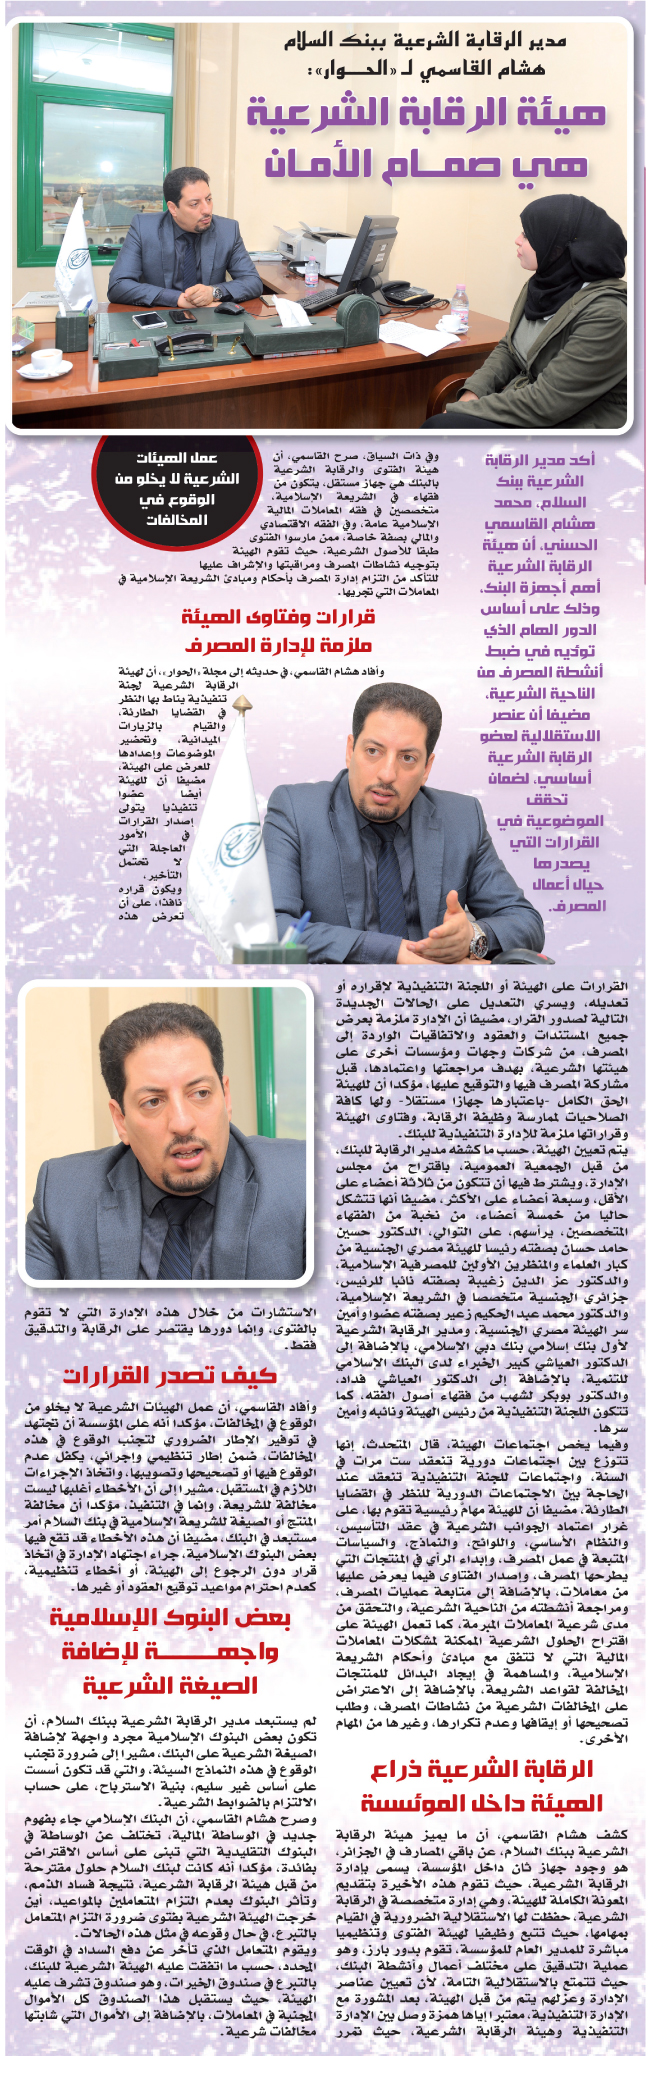 مدير الرقابة الشرعية ببنك السلام
هشام القاسمي لـ «الحـوار»:
هيئة الرقابة الشرعية
هي صمام الأمان
أكد مدير الرقابة
الشرعية ببنك
السلام، محمد
هشام القاسمي
الحسني، أن هيئة
الرقابة الشرعية
أهم أجهزة البنك،
وذلك على أساس
الدور الهام الذي
تؤديه في ضبط
أنشطة المصرف من
الناحية الشرعية،
مضيفا أن عنصر
الاستقلالية لعضو
الرقابة الشرعية
أساسي، لضمان
تحقق
الموضوعية في
القرارات التي
يصدرها
حيال أعمال
المصرف.
عمل الهيئات
الشرعية لا يخلو من
الوقوع في
المخالفات
وفي ذات السياق، صرح القاسمي، أن
هيئة الفتوى والرقابة الشرعية
بالبنك هي جهاز مستقل، يتكون من
فقهاء في الشريعة الإسلامية،
متخصصين في فقه المعاملات المالية
الإسلامية عامة، وفي الفقه الاقتصادي
والمالي بصفة خاصة، ممن مارسوا الفتوى
طبقا للأصول الشرعية، حيث تقوم الهيئة
بتوجيه نشاطات المصرف ومراقبتها والإشراف عليها
للتأكد من التزام إدارة المصرف بأحكام ومبادئ الشريعة الإسلامية في
المعاملات التي تجريها.
قرارات وفتاوى الهيئة
ملزمة لإدارة المصرف
وأفاد هشام القاسمي، في حديثه إلى مجلة «الحوار»، أن لهيئة
الرقابة الشرعية لجنة
تنفيذية يناط بها النظر
في القضايا الطارئة،
والقيام بالزيارات
الميدانية، وتحضير
الموضوعات وإعدادها
للعرض على الهيئة،
مضيفا أن للهيئة
أيضا عضوا
تنفيذيا يتولى
إصدار القرارات
في الأمور
العاجلة التي
لا تحتمل
التأخير،
ويكون قراره
نافذا، على أن
تعرض هذه
القرارات على الهيئة أو اللجنة التنفيذية لإقراره أو
تعديله، ويسري التعديل على الحالات الجديدة
التالية لصدور القرار، مضيفا أن الإدارة ملزمة بعرض
جميع المستندات والعقود والاتفاقيات الواردة إلى
المصرف، من شركات وجهات ومؤسسات أخرى على
هيئتها الشرعية، بهدف مراجعتها واعتمادها، قبل
مشاركة المصرف فيها والتوقيع عليها، مؤكدا أن للهيئة
الحق الكامل -باعتبارها جهازا مستقلا- ولها كافة
الصلاحيات لممارسة وظيفة الرقابة، وفتاوى الهيئة
وقراراتها ملزمة للإدارة التنفيذية للبنك.
يتم تعيين الهيئة، حسب ما كشفه مدير الرقابة للبنك،
من قبل الجمعية العمومية، باقتراح من مجلس
الإدارة، ويشترط فيها أن تتكون من ثلاثة أعضاء على
الأقل، وسبعة أعضاء على الأكثر، مضيفا أنها تتشكل
حاليا من خمسة أعضاء، من نخبة من الفقهاء
المتخصصين، يرأسهم، على التوالي، الدكتور حسين
حامد حسان بصفته رئيسا للهيئة مصري الجنسية من
كبار العلماء والمنظرين الأولين للمصرفية الإسلامية،
والدكتور عز الدين زغيبة بصفته نائبا للرئيس،
جزائري الجنسية متخصصا في الشريعة الإسلامية،
والدكتور محمد عبد الحكيم زعير بصفته عضوا وأمين
سر الهيئة مصري الجنسية، ومدير الرقابة الشرعية
لأول بنك إسلامي بنك دبي الإسلامي، بالإضافة إلى
الدكتور العياشي كبير الخبراء لدى البنك الإسلامي
للتنمية، بالإضافة إلى الدكتور العياشي فداد،
والدكتور بوبكر لشهب من فقهاء أصول الفقه، كما
تتكون اللجنة التنفيذية من رئيس الهيئة ونائبه وأمين
سرها.
وفيما يخص اجتماعات الهيئة، قال المتحدث، إنها
تتوزع بين اجتماعات دورية تنعقد ست مرات في
السنة، واجتماعات للجنة التنفيذية تنعقد عند
الحاجة بين الاجتماعات الدورية للنظر في القضايا
الطارئة، مضيفا أن للهيئة مهام رئيسية تقوم بها، على
غرار اعتماد الجوانب الشرعية في عقد التأسيس،
والنظام الأساسي، واللوائح، والنماذج، والسياسات
المتبعة في عمل المصرف، وإبداء الرأي في المنتجات التي
يطرحها المصرف، وإصدار الفتاوى فيما يعرض عليها
من معاملات، بالإضافة إلى متابعة عمليات المصرف،
ومراجعة أنشطته من الناحية الشرعية، والتحقق من
مدى شرعية المعاملات المبرمة، كما تعمل الهيئة على
اقتراح الحلول الشرعية الممكنة لمشكلات المعاملات
المالية التي لا تتفق مع مبادئ وأحكام الشريعة
الإسلامية، والمساهمة في إيجاد البدائل للمنتجات
المخالفة لقواعد الشريعة، بالإضافة إلى الاعتراض
على المخالفات الشرعية من نشاطات المصرف، وطلب
تصحيحها أو إيقافها وعدم تكرارها، وغيرها من المهام
الأخرى.
الرقابة الشرعية ذراع
الهيئة داخل المؤسسة
كشف هشام القاسمي، أن ما يميز هيئة الرقابة
الشرعية ببنك السلام، عن باقي المصارف في الجزائر،
هو وجود جهاز ثان داخل المؤسسة، يسمى بإدارة
الرقابة الشرعية، حيث تقوم هذه الأخيرة بتقديم
المعونة الكاملة للهيئة، وهي إدارة متخصصة في الرقابة
الشرعية، حفظت لها الاستقلالية الضرورية في القيام
بمهامها، حيث تتبع وظيفيا لهيئة الفتوى وتنظيميا
مباشرة للمدير العام للمؤسسة، تقوم بدور بارز، وهو
عملية التدقيق على مختلف أعمال وأنشطة البنك،
حيث تتمتع بالاستقلالية التامة، لأن تعيين عناصر
الإدارة وعزلهم يتم من قبل الهيئة، بعد المشورة مع
الإدارة التنفيذية، معتبرا إياها همزة وصل بين الإدارة
التنفيذية وهيئة الرقابة الشرعية، حيث تمرر
الاستشارات من خلال هذه الإدارة التي لا تقوم
بالفتوى، وإنما دورها يقتصر على الرقابة والتدقيق
فقط.
كيف تصدر القرارات
وأفاد القاسمي، أن عمل الهيئات الشرعية لا يخلو من
الوقوع في المخالفات، مؤكدا أنه على المؤسسة أن تجتهد
في توفير الإطار الضروري لتجنب الوقوع في هذه
المخالفات، ضمن إطار تنظيمي وإجرائي، يكفل عدم
الوقوع فيها أو تصحيحها وتصويبها، واتخاذ الإجراءات
اللازم في المستقبل، مشيرا إلى أن الأخطاء أغلبها ليست
مخالفة للشريعة، وإنما في التنفيذ، مؤكدا أن مخالفة
المنتج أو الصيغة للشريعة الإسلامية في بنك السلام أمر
مستبعد في البنك، مضيفا أن هذه الأخطاء قد تقع فيها
بعض البنوك الإسلامية، جراء اجتهاد الإدارة في اتخاذ
قرار دون الرجوع إلى الهيئة، أو أخطاء تنظيمية،
كعدم احترام مواعيد توقيع العقود أو غيرها.
بعض البنوك الإسلامية
واجهـــــة لإضافة
الصيغة الشرعية
لم يستبعد مدير الرقابة الشرعية ببنك السلام، أن
تكون بعض البنوك الإسلامية مجرد واجهة لإضافة
الصيغة الشرعية على البنك، مشيرا إلى ضرورة تجنب
الوقوع في هذه النماذج السيئة، والتي قد تكون أسست
على أساس غير سليم، بنية الاسترباح، على حساب
الالتزام بالضوابط الشرعية.
وصرح هشام القاسمي، أن البنك الإسلامي جاء بفهوم
جديد في الوساطة المالية، تختلف عن الوساطة في
البنوك التقليدية التي تبنى على أساس الاقتراض
بفائدة، مؤكدا أنه كانت لبنك السلام حلول مقترحة
من قبل هيئة الرقابة الشرعية، نتيجة فساد الذمم،
وتأثر البنوك بعدم التزام المتعاملين بالمواعيد، أين
خرجت الهيئة الشرعية بفتوى ضرورة التزام المتعامل
بالتبرع، في حال وقوعه في مثل هذه الحالات.
ويقوم المتعامل الذي تأخر عن دفع السداد في الوقت
المحدد، حسب ما اتفقت عليه الهيئة الشرعية للبنك،
بالتبرع في صندوق الخيرات، وهو صندوق تشرف عليه
الهيئة، حيث يستقبل هذا الصندوق كل الأموال
المجنبة في المعاملات، بالإضافة إلى الأموال التي شابتها
مخالفات شرعية.